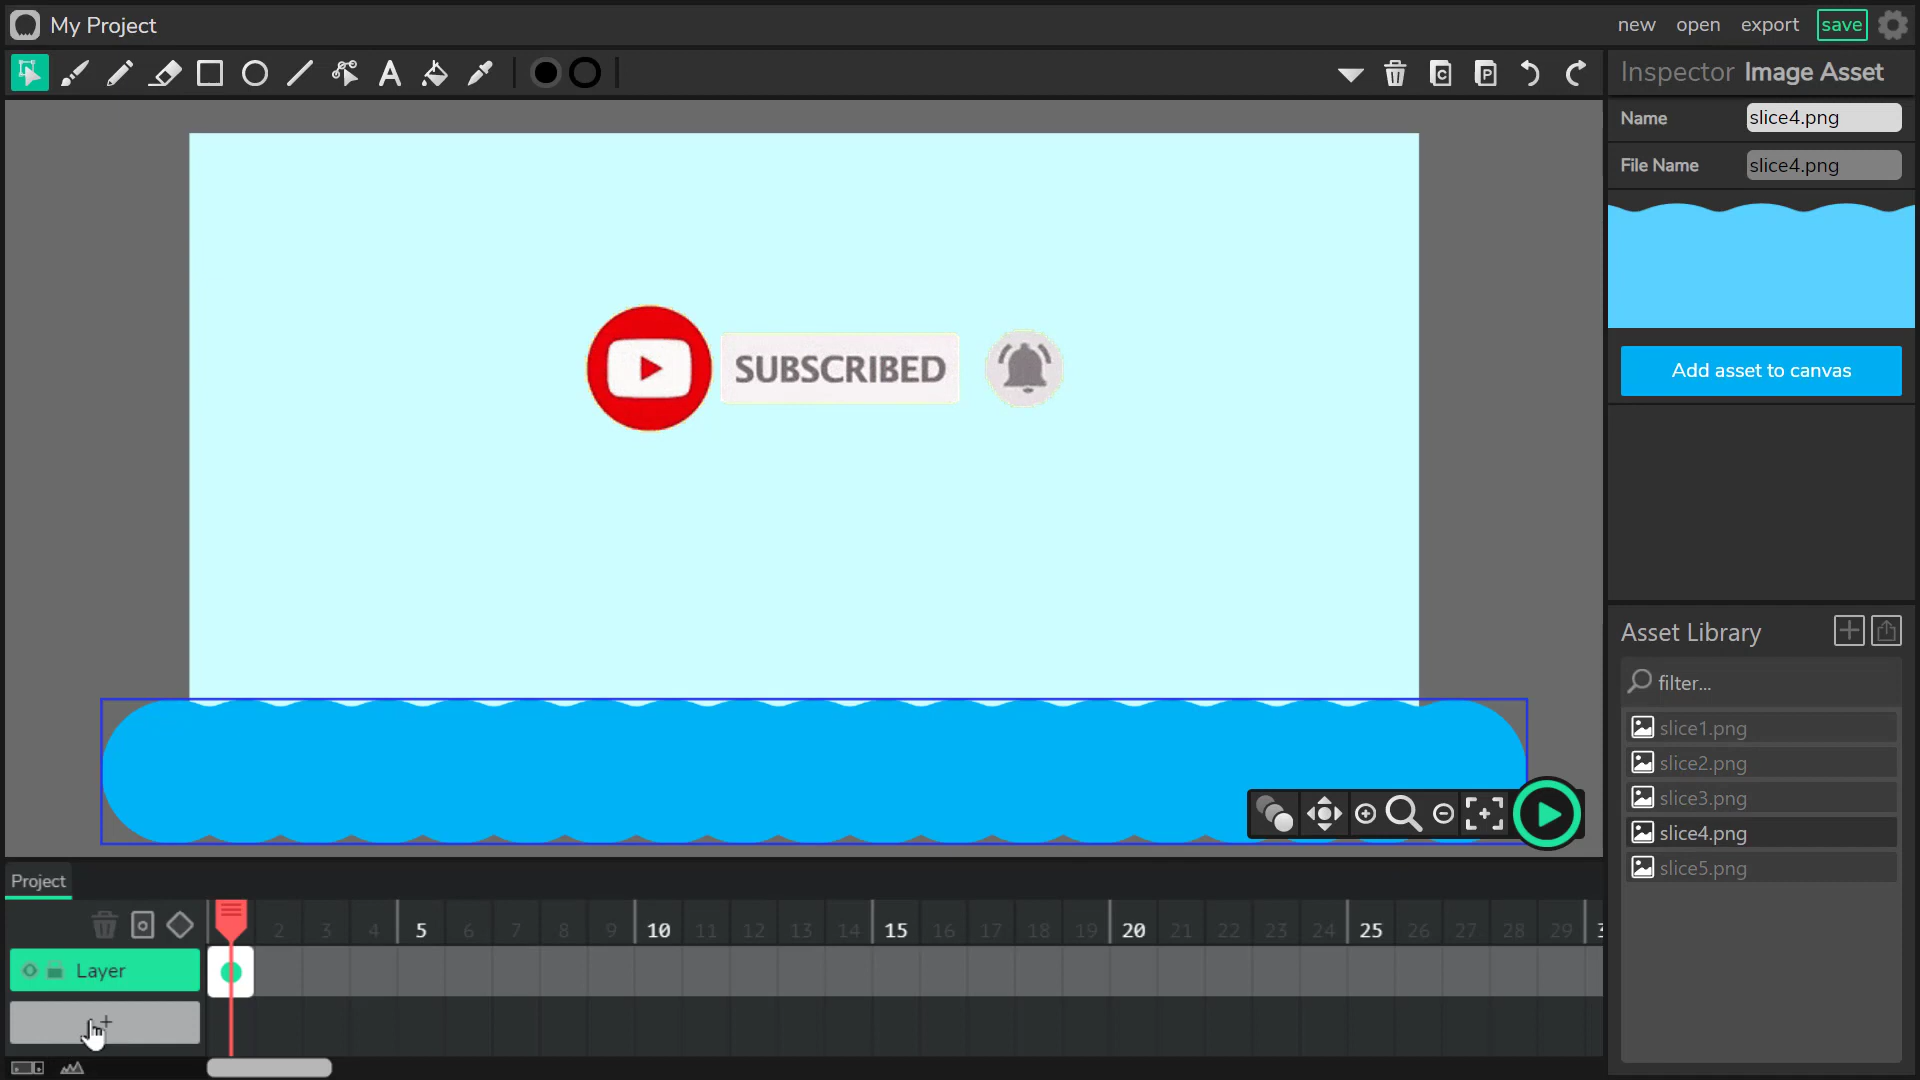 My Project
new open export save
Inspector Image Asset
Name slice4.png
File Name slice4.png
SUBSCRIBED
Add asset to canvas
Asset Library
filter...
slice1.png
slice2.png
slice3.png
slice4.png
slice5.png
Project
2 3 4 5 6 7 8 9 10 11 12 13 14 15 16 17 18 19 20 21 22 23 24 25 26 27 28 29
Layer